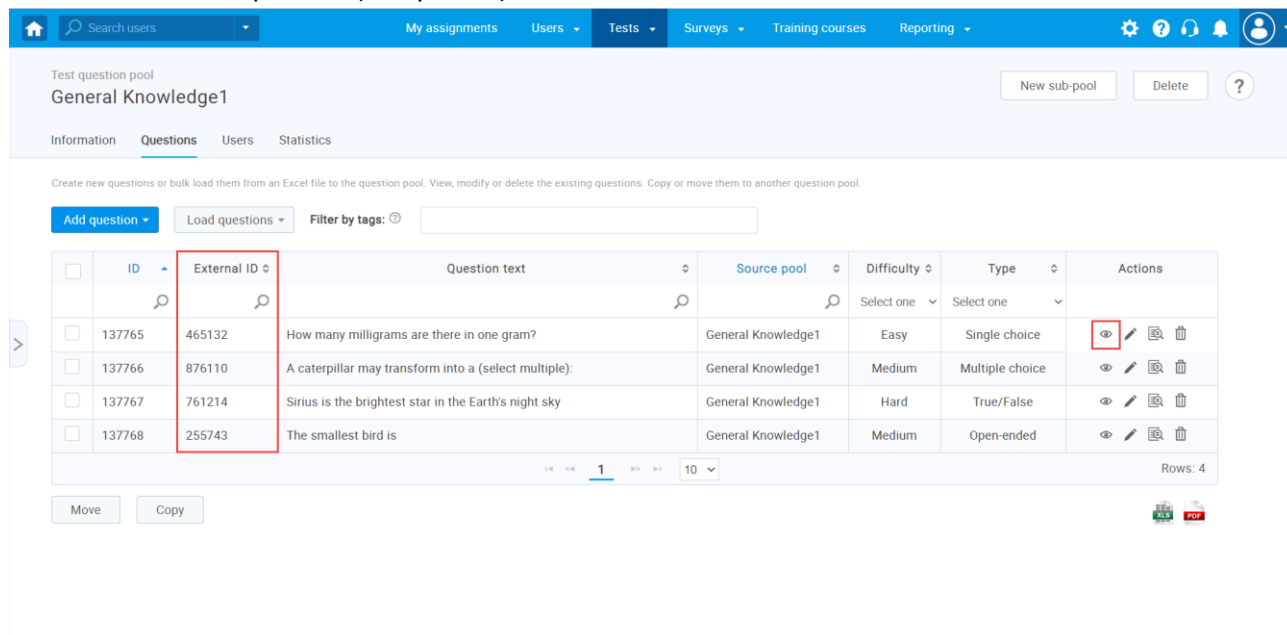 Search users
My assignments Users Tests Surveys Training courses Reporting
Test question pool
General Knowledge1
New sub-pool Delete ?
Information Questions Users Statistics
Create new questions or bulk load them from an Excel file to the question pool. View, modify or delete the existing questions. Copy or move them to another question pool.
Add question Load questions Filter by tags: ?
ID External ID Question text Source pool Difficulty Type Actions
Select one Select one
137765 465132 How many milligrams are there in one gram? General Knowledge1 Easy Single choice
137766 876110 A caterpillar may transform into a (select multiple): General Knowledge1 Medium Multiple choice
137767 761214 Sirius is the brightest star in the Earth's night sky General Knowledge1 Hard True/False
137768 255743 The smallest bird is General Knowledge1 Medium Open-ended
1 10 Rows: 4
Move Copy XLS PDF